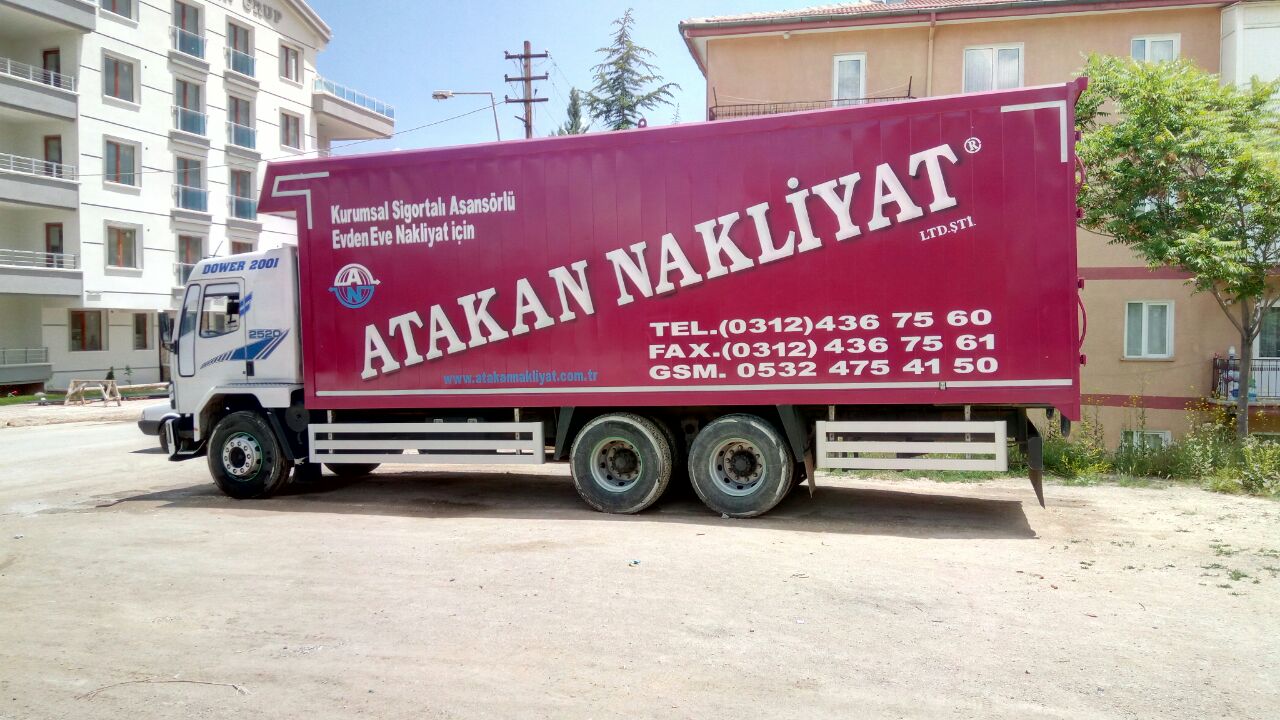 GRUP
Kurumsal Sigortalı Asansörlü
Evden Eve Nakliyat için
AN
ATAKAN NAKLİYAT ®
LTD.ŞTİ.
DOWER 2001
2520
TEL.(0312) 436 75 60
FAX.(0312) 436 75 61
GSM. 0532 475 41 50
www.atakannakliyat.com.tr